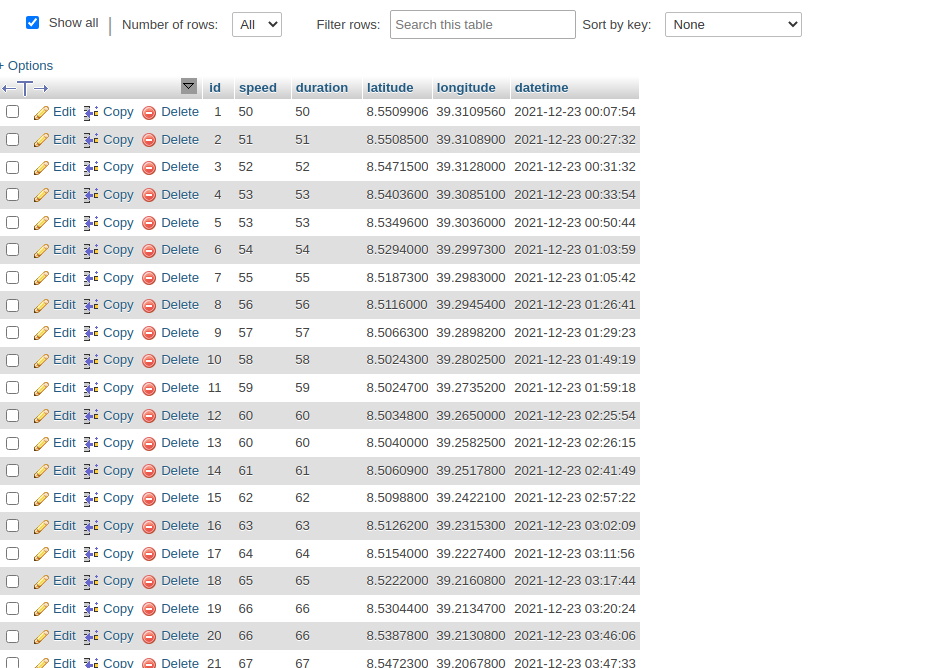 Show all | Number of rows: All Filter rows: Search this table Sort by key: None
+ Options
←T→ id speed duration latitude longitude datetime
Edit Copy Delete 1 50 50 8.5509906 39.3109560 2021-12-23 00:07:54
Edit Copy Delete 2 51 51 8.5508500 39.3108900 2021-12-23 00:27:32
Edit Copy Delete 3 52 52 8.5471500 39.3128000 2021-12-23 00:31:32
Edit Copy Delete 4 53 53 8.5403600 39.3085100 2021-12-23 00:33:54
Edit Copy Delete 5 53 53 8.5349600 39.3036000 2021-12-23 00:50:44
Edit Copy Delete 6 54 54 8.5294000 39.2997300 2021-12-23 01:03:59
Edit Copy Delete 7 55 55 8.5187300 39.2983000 2021-12-23 01:05:42
Edit Copy Delete 8 56 56 8.5116000 39.2945400 2021-12-23 01:26:41
Edit Copy Delete 9 57 57 8.5066300 39.2898200 2021-12-23 01:29:23
Edit Copy Delete 10 58 58 8.5024300 39.2802500 2021-12-23 01:49:19
Edit Copy Delete 11 59 59 8.5024700 39.2735200 2021-12-23 01:59:18
Edit Copy Delete 12 60 60 8.5034800 39.2650000 2021-12-23 02:25:54
Edit Copy Delete 13 60 60 8.5040000 39.2582500 2021-12-23 02:26:15
Edit Copy Delete 14 61 61 8.5060900 39.2517800 2021-12-23 02:41:49
Edit Copy Delete 15 62 62 8.5098800 39.2422100 2021-12-23 02:57:22
Edit Copy Delete 16 63 63 8.5126200 39.2315300 2021-12-23 03:02:09
Edit Copy Delete 17 64 64 8.5154000 39.2227400 2021-12-23 03:11:56
Edit Copy Delete 18 65 65 8.5222000 39.2160800 2021-12-23 03:17:44
Edit Copy Delete 19 66 66 8.5304400 39.2134700 2021-12-23 03:20:24
Edit Copy Delete 20 66 66 8.5387800 39.2130800 2021-12-23 03:46:06
Edit Copy Delete 21 67 67 8.5472300 39.2067800 2021-12-23 03:47:33